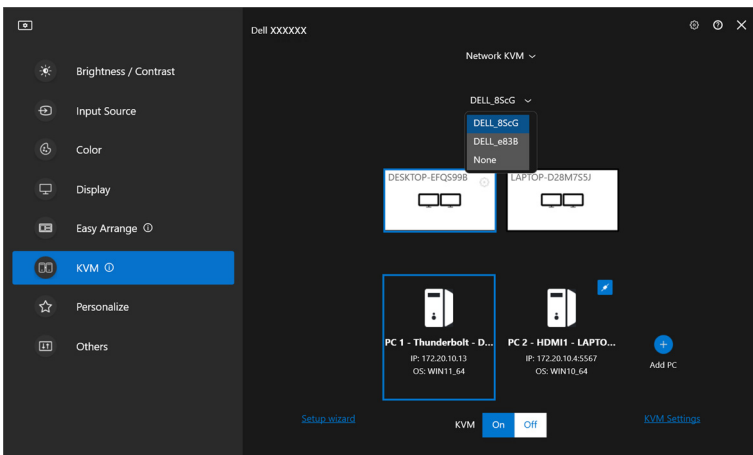 Dell XXXXXX
Brightness / Contrast
Input Source
Color
Display
Easy Arrange
KVM
Personalize
Others
Network KVM
DELL_8ScG
DELL_8ScG
DELL_e83B
None
DESKTOP-EFQS99B
LAPTOP-D28M7S5J
PC 1 - Thunderbolt - D...
IP: 172.20.10.13
OS: WIN11_64
PC 2 - HDMI1 - LAPTO...
IP: 172.20.10.4:5567
OS: WIN10_64
Add PC
Setup wizard
KVM On Off
KVM Settings